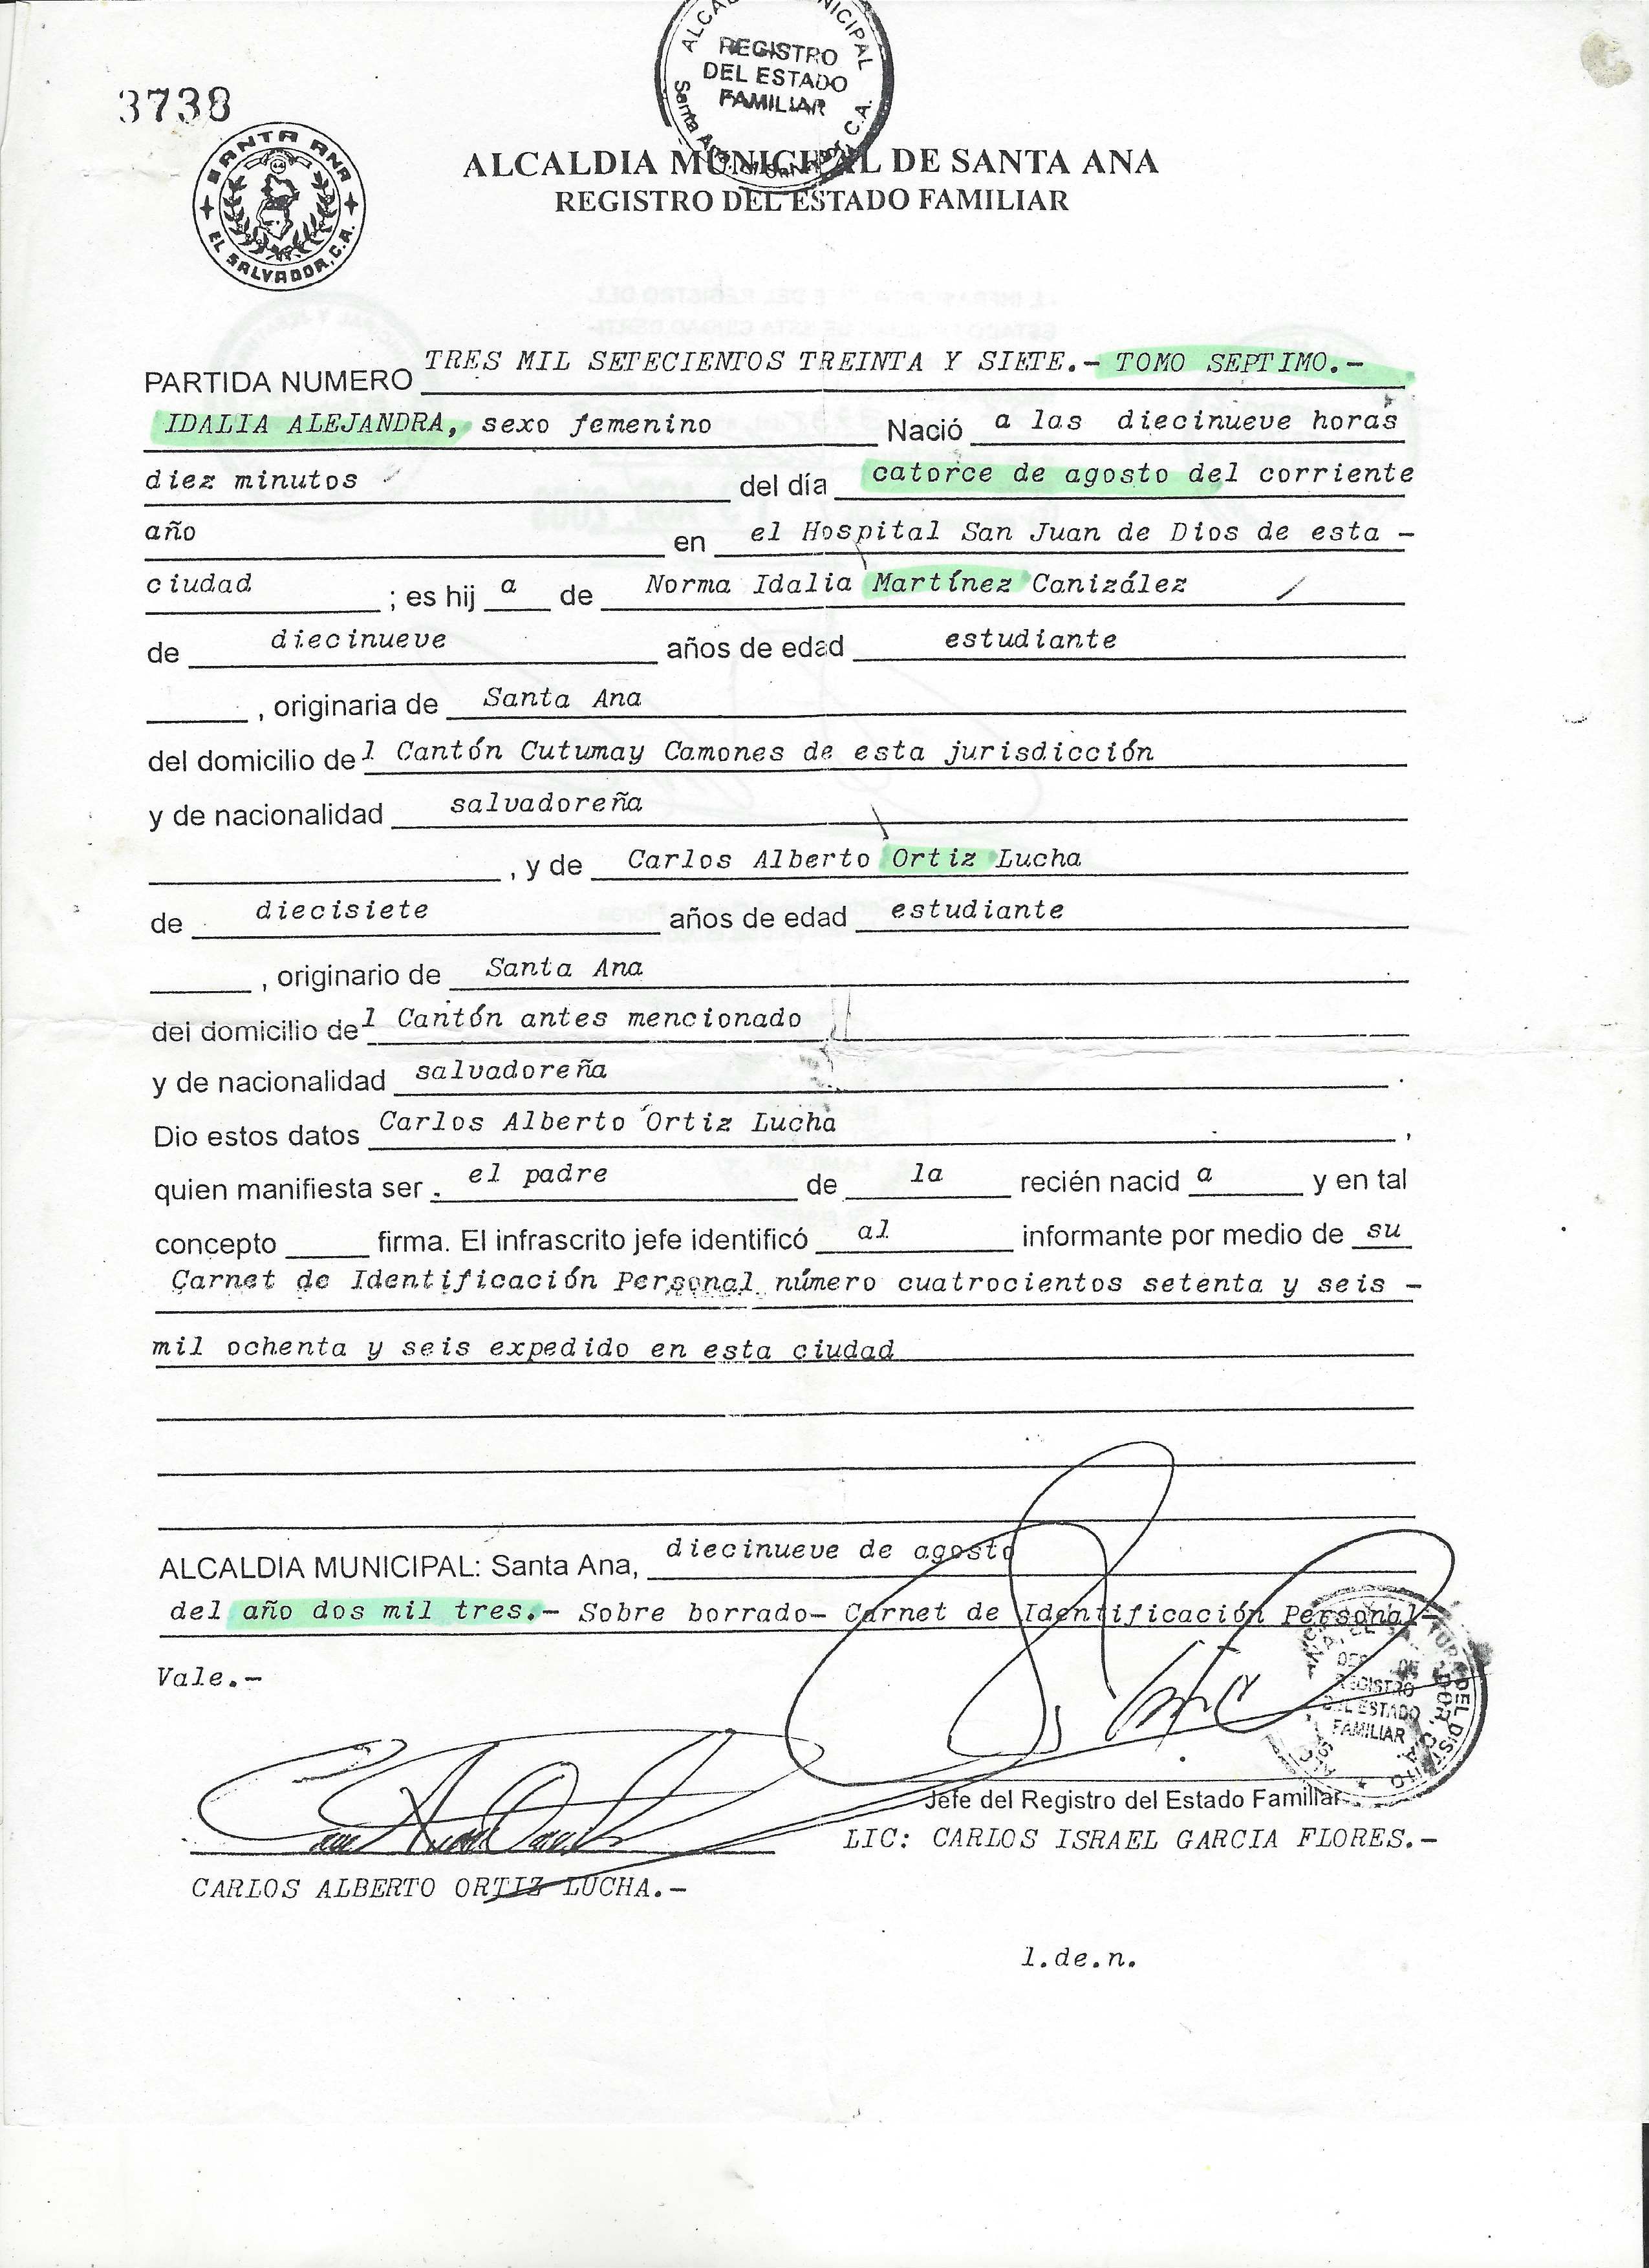 ALCALDIA MUNICIPAL
REGISTRO
DEL ESTADO
FAMILIAR
Santa Ana, C.A.
3738
SANTA ANA
EL SALVADOR, C.A.
ALCALDIA MUNICIPAL DE SANTA ANA
REGISTRO DEL ESTADO FAMILIAR
PARTIDA NUMERO TRES MIL SETECIENTOS TREINTA Y SIETE.- TOMO SEPTIMO.-
IDALIA ALEJANDRA, sexo femenino Nació a las diecinueve horas
diez minutos del día catorce de agosto del corriente
año en el Hospital San Juan de Dios de esta -
ciudad ; es hij a de Norma Idalia Martínez Canizález
de diecinueve años de edad estudiante
, originaria de Santa Ana
del domicilio de l Cantón Cutumay Camones de esta jurisdicción
y de nacionalidad salvadoreña
, y de Carlos Alberto Ortiz Lucha
de diecisiete años de edad estudiante
, originario de Santa Ana
del domicilio de l Cantón antes mencionado
y de nacionalidad salvadoreña .
Dio estos datos Carlos Alberto Ortiz Lucha ,
quien manifiesta ser el padre de la recién nacid a y en tal
concepto firma. El infrascrito jefe identificó al informante por medio de su
Carnet de Identificación Personal número cuatrocientos setenta y seis -
mil ochenta y seis expedido en esta ciudad
ALCALDIA MUNICIPAL: Santa Ana, diecinueve de agosto
del año dos mil tres.- Sobre borrado- Carnet de Identificación Personal-
Vale.-
REGISTRO
DEL ESTADO
FAMILIAR
Jefe del Registro del Estado Familiar
LIC: CARLOS ISRAEL GARCIA FLORES.-
CARLOS ALBERTO ORTIZ LUCHA.-
l.de.n.